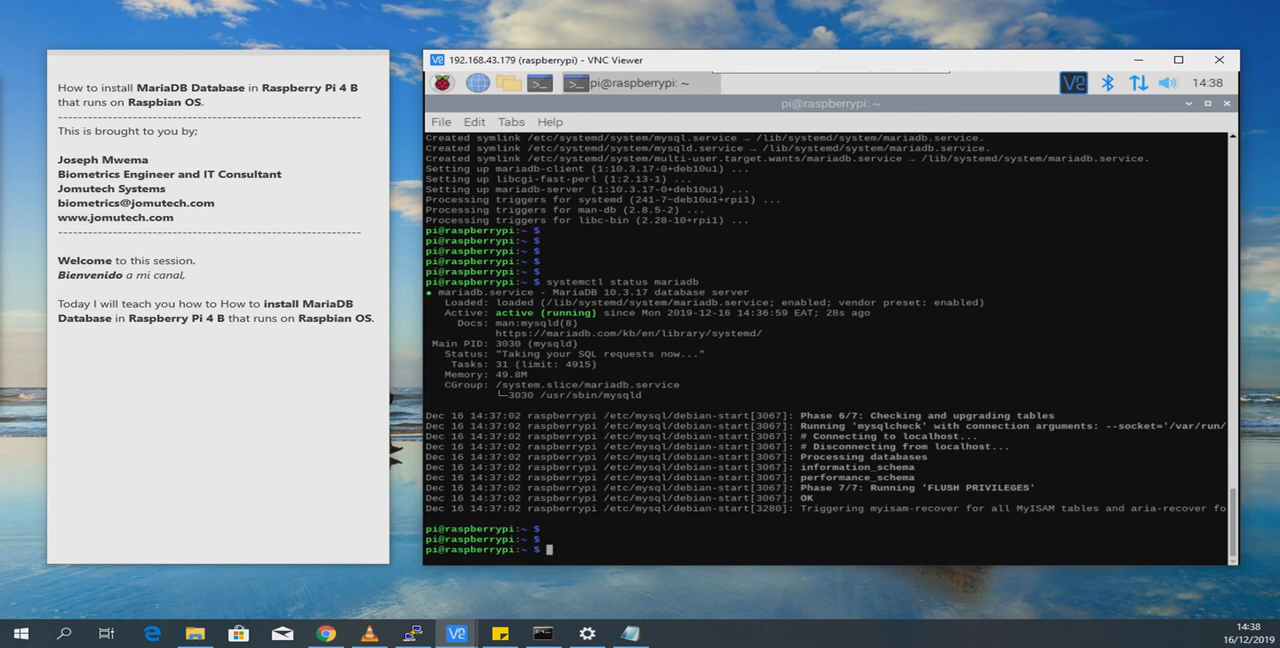 How to install MariaDB Database in Raspberry Pi 4 B
that runs on Raspbian OS.
--------------------------------------------------------------------
This is brought to you by;
Joseph Mwema
Biometrics Engineer and IT Consultant
Jomutech Systems
biometrics@jomutech.com
www.jomutech.com
--------------------------------------------------------------------
Welcome to this session.
Bienvenido a mi canal,
Today I will teach you how to How to install MariaDB
Database in Raspberry Pi 4 B that runs on Raspbian OS.
192.168.43.179 (raspberrypi) - VNC Viewer
pi@raspberrypi: ~
14:38
pi@raspberrypi: ~
File Edit Tabs Help
Created symlink /etc/systemd/system/mysql.service → /lib/systemd/system/mariadb.service.
Created symlink /etc/systemd/system/mysqld.service → /lib/systemd/system/mariadb.service.
Created symlink /etc/systemd/system/multi-user.target.wants/mariadb.service → /lib/systemd/system/mariadb.service.
Setting up mariadb-client (1:10.3.17-0+deb10u1) ...
Setting up libcgi-fast-perl (1:2.13-1) ...
Setting up mariadb-server (1:10.3.17-0+deb10u1) ...
Processing triggers for systemd (241-7~deb10u1+rpi1) ...
Processing triggers for man-db (2.8.5-2) ...
Processing triggers for libc-bin (2.28-10+rpi1) ...
pi@raspberrypi:~ $
pi@raspberrypi:~ $
pi@raspberrypi:~ $
pi@raspberrypi:~ $
pi@raspberrypi:~ $
pi@raspberrypi:~ $ systemctl status mariadb
● mariadb.service - MariaDB 10.3.17 database server
Loaded: loaded (/lib/systemd/system/mariadb.service; enabled; vendor preset: enabled)
Active: active (running) since Mon 2019-12-16 14:36:59 EAT; 28s ago
Docs: man:mysqld(8)
https://mariadb.com/kb/en/library/systemd/
Main PID: 3030 (mysqld)
Status: "Taking your SQL requests now..."
Tasks: 31 (limit: 4915)
Memory: 49.8M
CGroup: /system.slice/mariadb.service
└─3030 /usr/sbin/mysqld
Dec 16 14:37:02 raspberrypi /etc/mysql/debian-start[3067]: Phase 6/7: Checking and upgrading tables
Dec 16 14:37:02 raspberrypi /etc/mysql/debian-start[3067]: Running 'mysqlcheck' with connection arguments: --socket='/var/run/
Dec 16 14:37:02 raspberrypi /etc/mysql/debian-start[3067]: # Connecting to localhost...
Dec 16 14:37:02 raspberrypi /etc/mysql/debian-start[3067]: # Disconnecting from localhost...
Dec 16 14:37:02 raspberrypi /etc/mysql/debian-start[3067]: Processing databases
Dec 16 14:37:02 raspberrypi /etc/mysql/debian-start[3067]: information_schema
Dec 16 14:37:02 raspberrypi /etc/mysql/debian-start[3067]: performance_schema
Dec 16 14:37:02 raspberrypi /etc/mysql/debian-start[3067]: Phase 7/7: Running 'FLUSH PRIVILEGES'
Dec 16 14:37:02 raspberrypi /etc/mysql/debian-start[3067]: OK
Dec 16 14:37:02 raspberrypi /etc/mysql/debian-start[3280]: Triggering myisam-recover for all MyISAM tables and aria-recover fo
pi@raspberrypi:~ $
pi@raspberrypi:~ $
pi@raspberrypi:~ $
14:38
16/12/2019